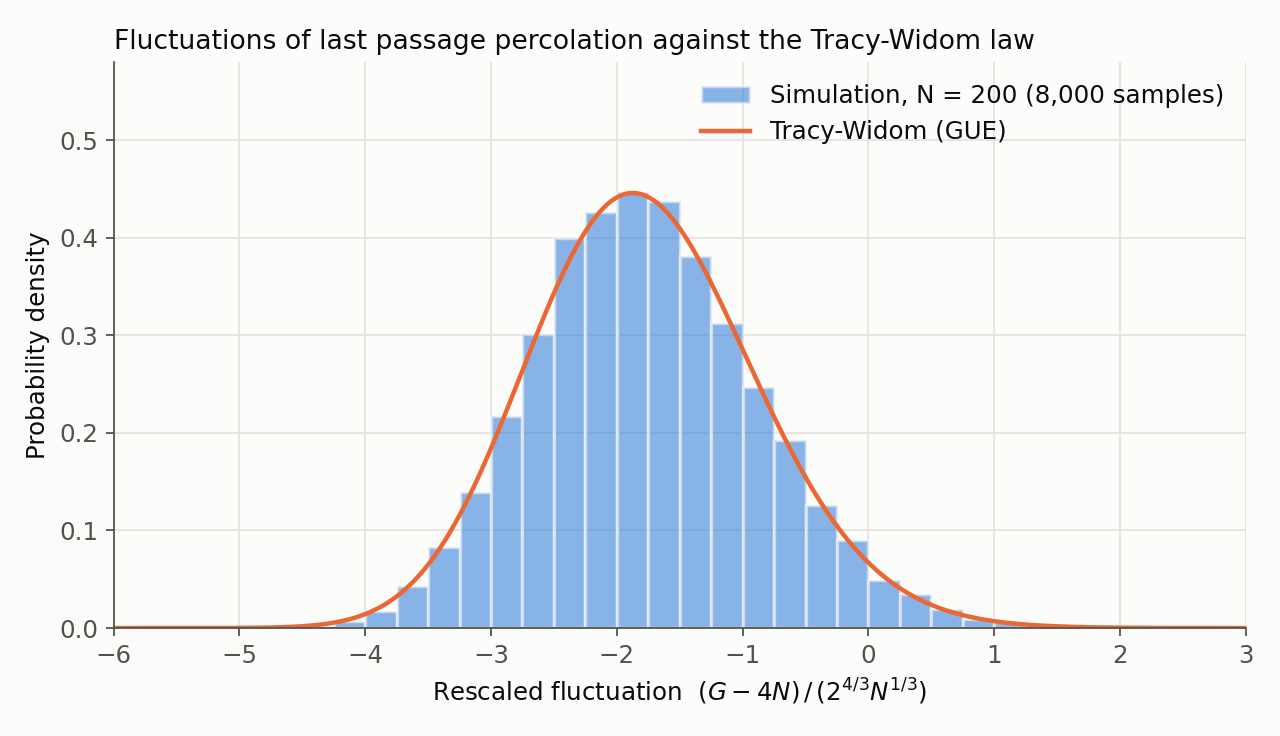 Fluctuations of last passage percolation against the Tracy-Widom law
Simulation, N = 200 (8,000 samples)
Tracy-Widom (GUE)
Probability density
0.5
0.4
0.3
0.2
0.1
0.0
−6 −5 −4 −3 −2 −1 0 1 2 3
Rescaled fluctuation (G − 4N) / (2^{4/3}N^{1/3})